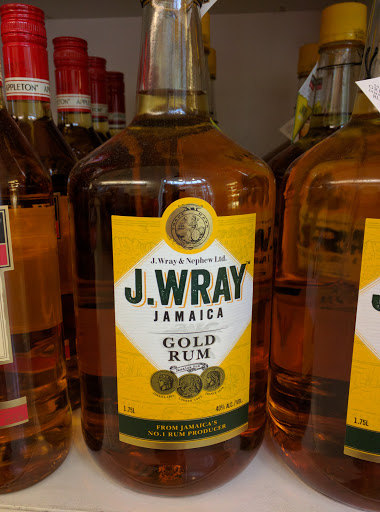 APPLETON
APPLETON
J. Wray & Nephew Ltd.
J.WRAY™
JAMAICA
GOLD
RUM
1.75L
40% ALC./VOL.
FROM JAMAICA'S
NO.1 RUM PRODUCER
1.75L